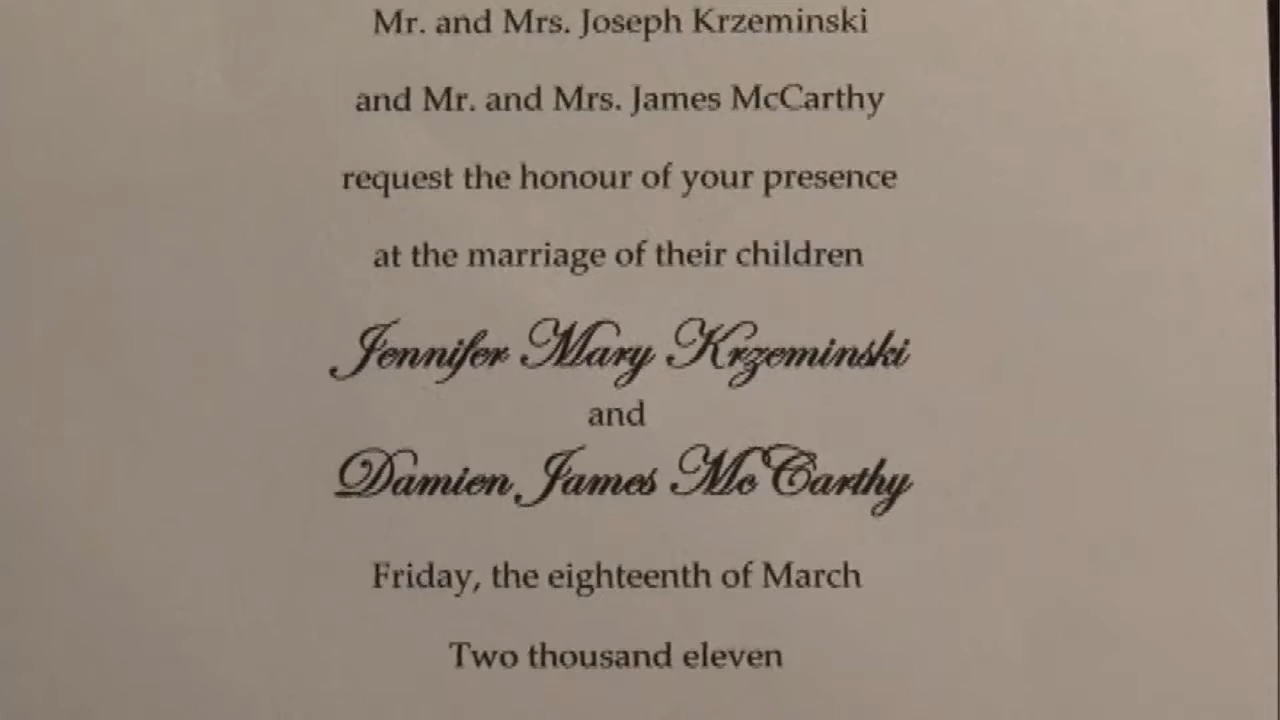 Mr. and Mrs. Joseph Krzeminski
and Mr. and Mrs. James McCarthy
request the honour of your presence
at the marriage of their children
Jennifer Mary Krzeminski
and
Damien James McCarthy
Friday, the eighteenth of March
Two thousand eleven